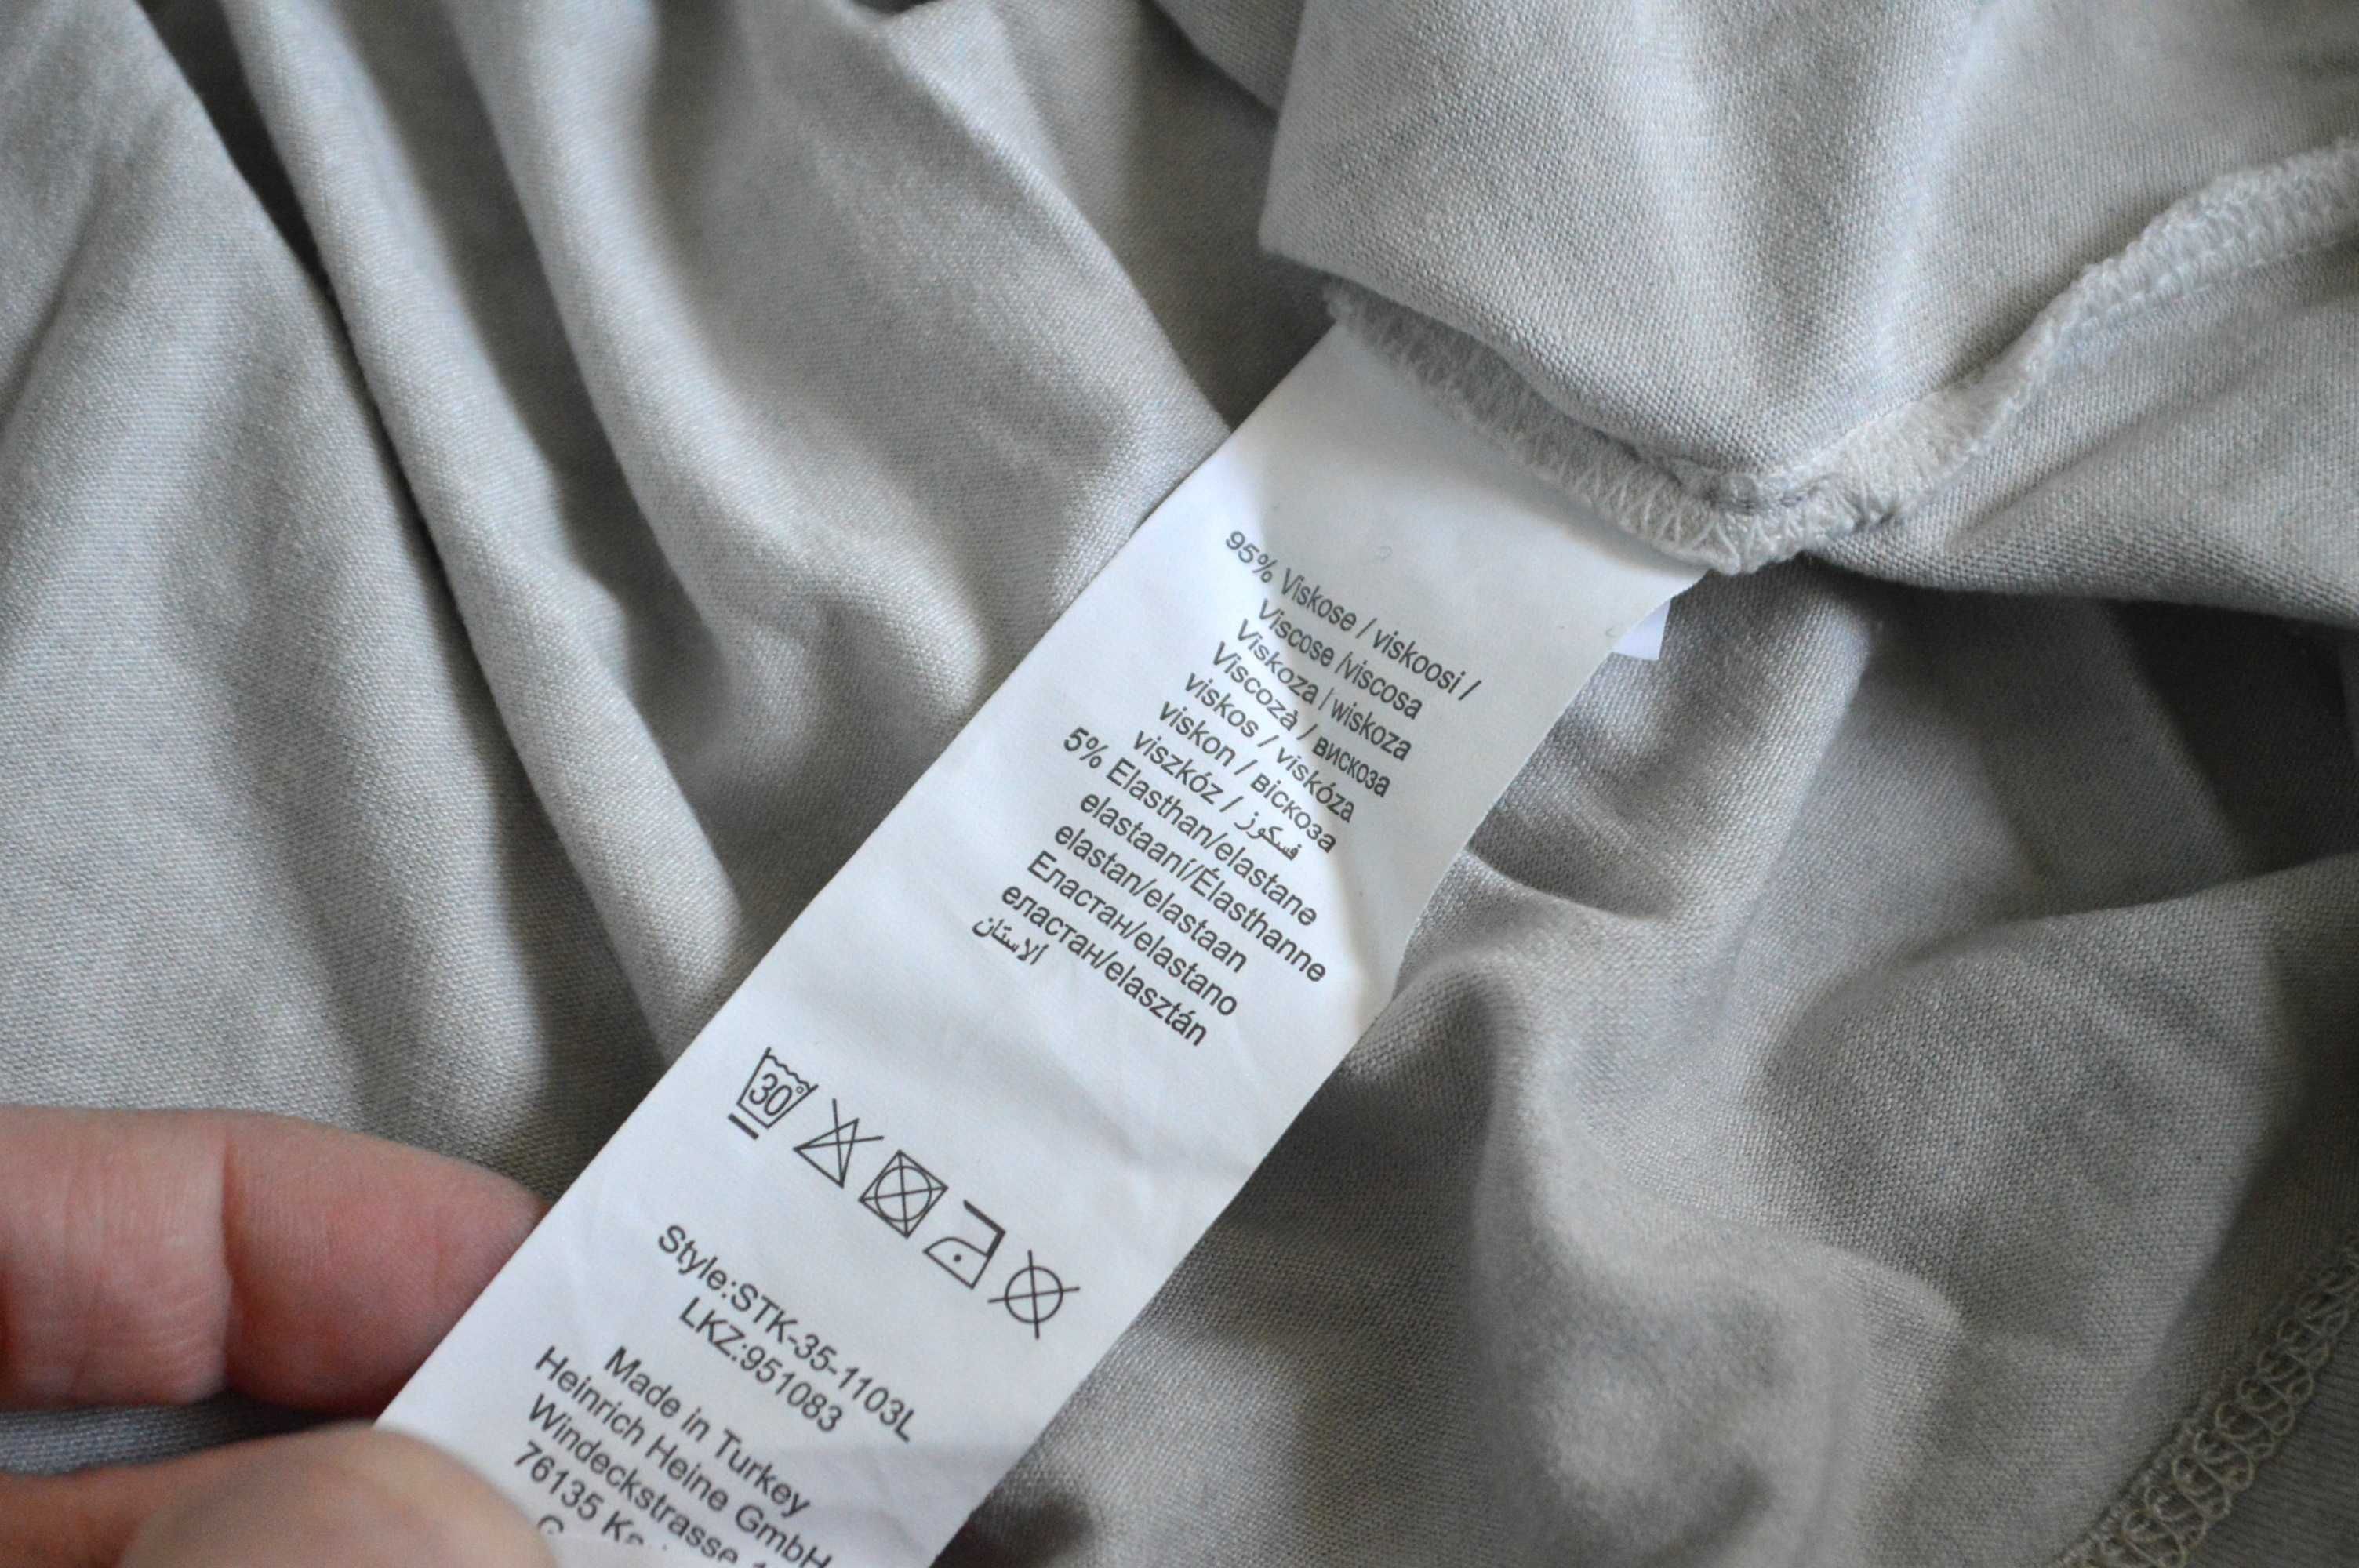 95% Viskose / viskoosi /
Viscose /viscosa
Viskoza / wiskoza
Viscoză / вискоза
viskos / viskóza
viskon / віскоза
viszkóz / فسكوز
5% Elasthan/elastane
elastaani/Élasthanne
elastan/elastaan
Еластан/elastano
еластан/elasztán
ألاستان
30°
Style:STK-35-1103L
LKZ:951083
Made in Turkey
Heinrich Heine GmbH
Windeckstrasse
76135